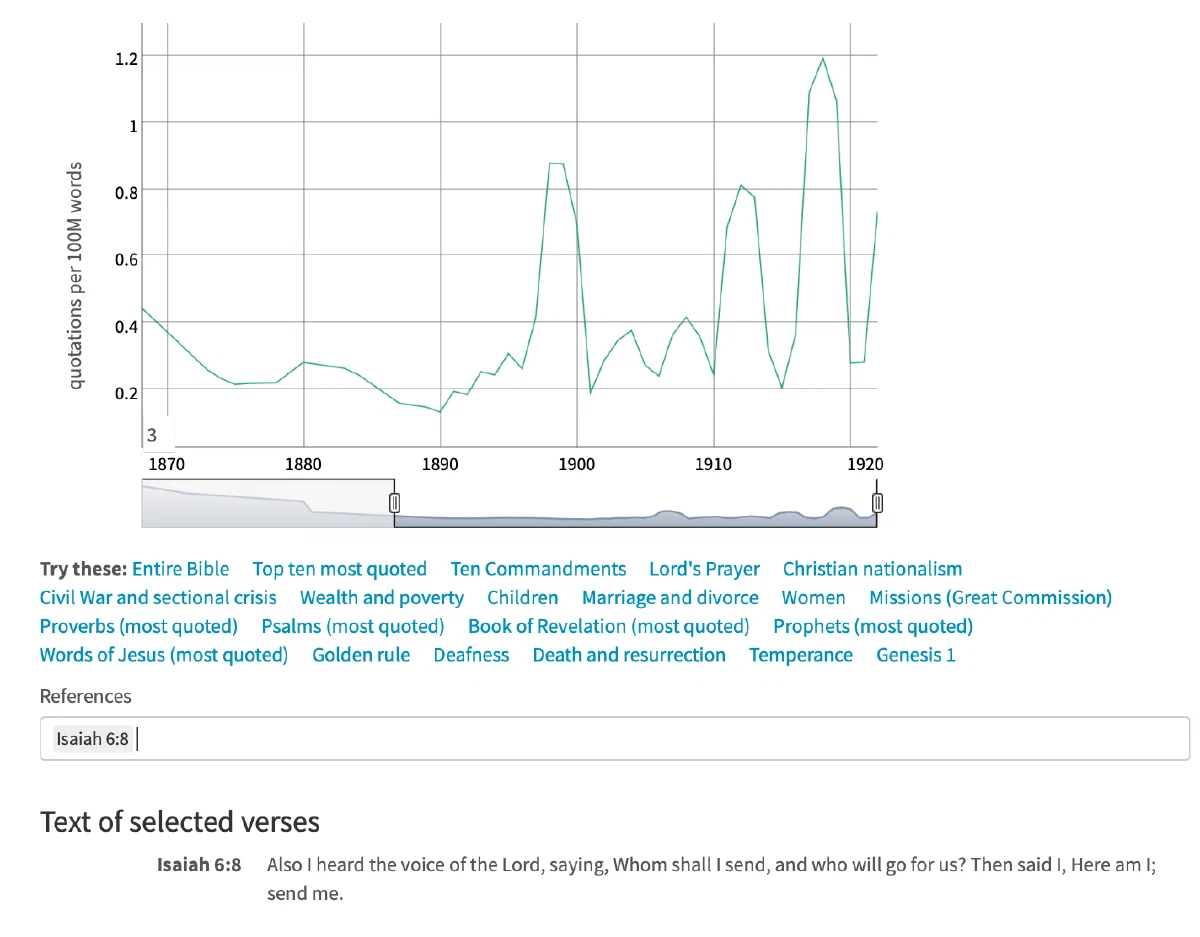 1.2
1
0.8
0.6
0.4
0.2
quotations per 100M words
3
1870 1880 1890 1900 1910 1920
Try these: Entire Bible Top ten most quoted Ten Commandments Lord's Prayer Christian nationalism
Civil War and sectional crisis Wealth and poverty Children Marriage and divorce Women Missions (Great Commission)
Proverbs (most quoted) Psalms (most quoted) Book of Revelation (most quoted) Prophets (most quoted)
Words of Jesus (most quoted) Golden rule Deafness Death and resurrection Temperance Genesis 1
References
Isaiah 6:8
Text of selected verses
Isaiah 6:8 Also I heard the voice of the Lord, saying, Whom shall I send, and who will go for us? Then said I, Here am I;
send me.